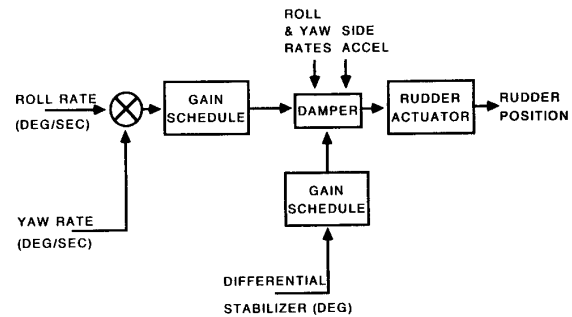 ROLL
& YAW
RATES
SIDE
ACCEL
ROLL RATE
(DEG/SEC)
GAIN
SCHEDULE
DAMPER
RUDDER
ACTUATOR
RUDDER
POSITION
YAW RATE
(DEG/SEC)
GAIN
SCHEDULE
DIFFERENTIAL
STABILIZER (DEG)